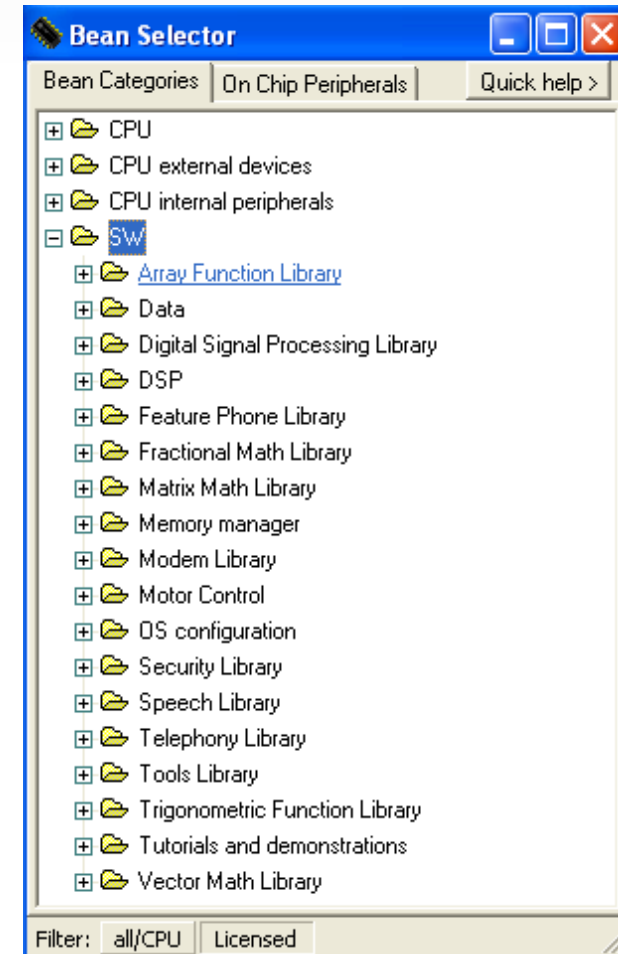 Bean Selector
Bean Categories On Chip Peripherals Quick help >
CPU
CPU external devices
CPU internal peripherals
SW
Array Function Library
Data
Digital Signal Processing Library
DSP
Feature Phone Library
Fractional Math Library
Matrix Math Library
Memory manager
Modem Library
Motor Control
OS configuration
Security Library
Speech Library
Telephony Library
Tools Library
Trigonometric Function Library
Tutorials and demonstrations
Vector Math Library
Filter: all/CPU Licensed